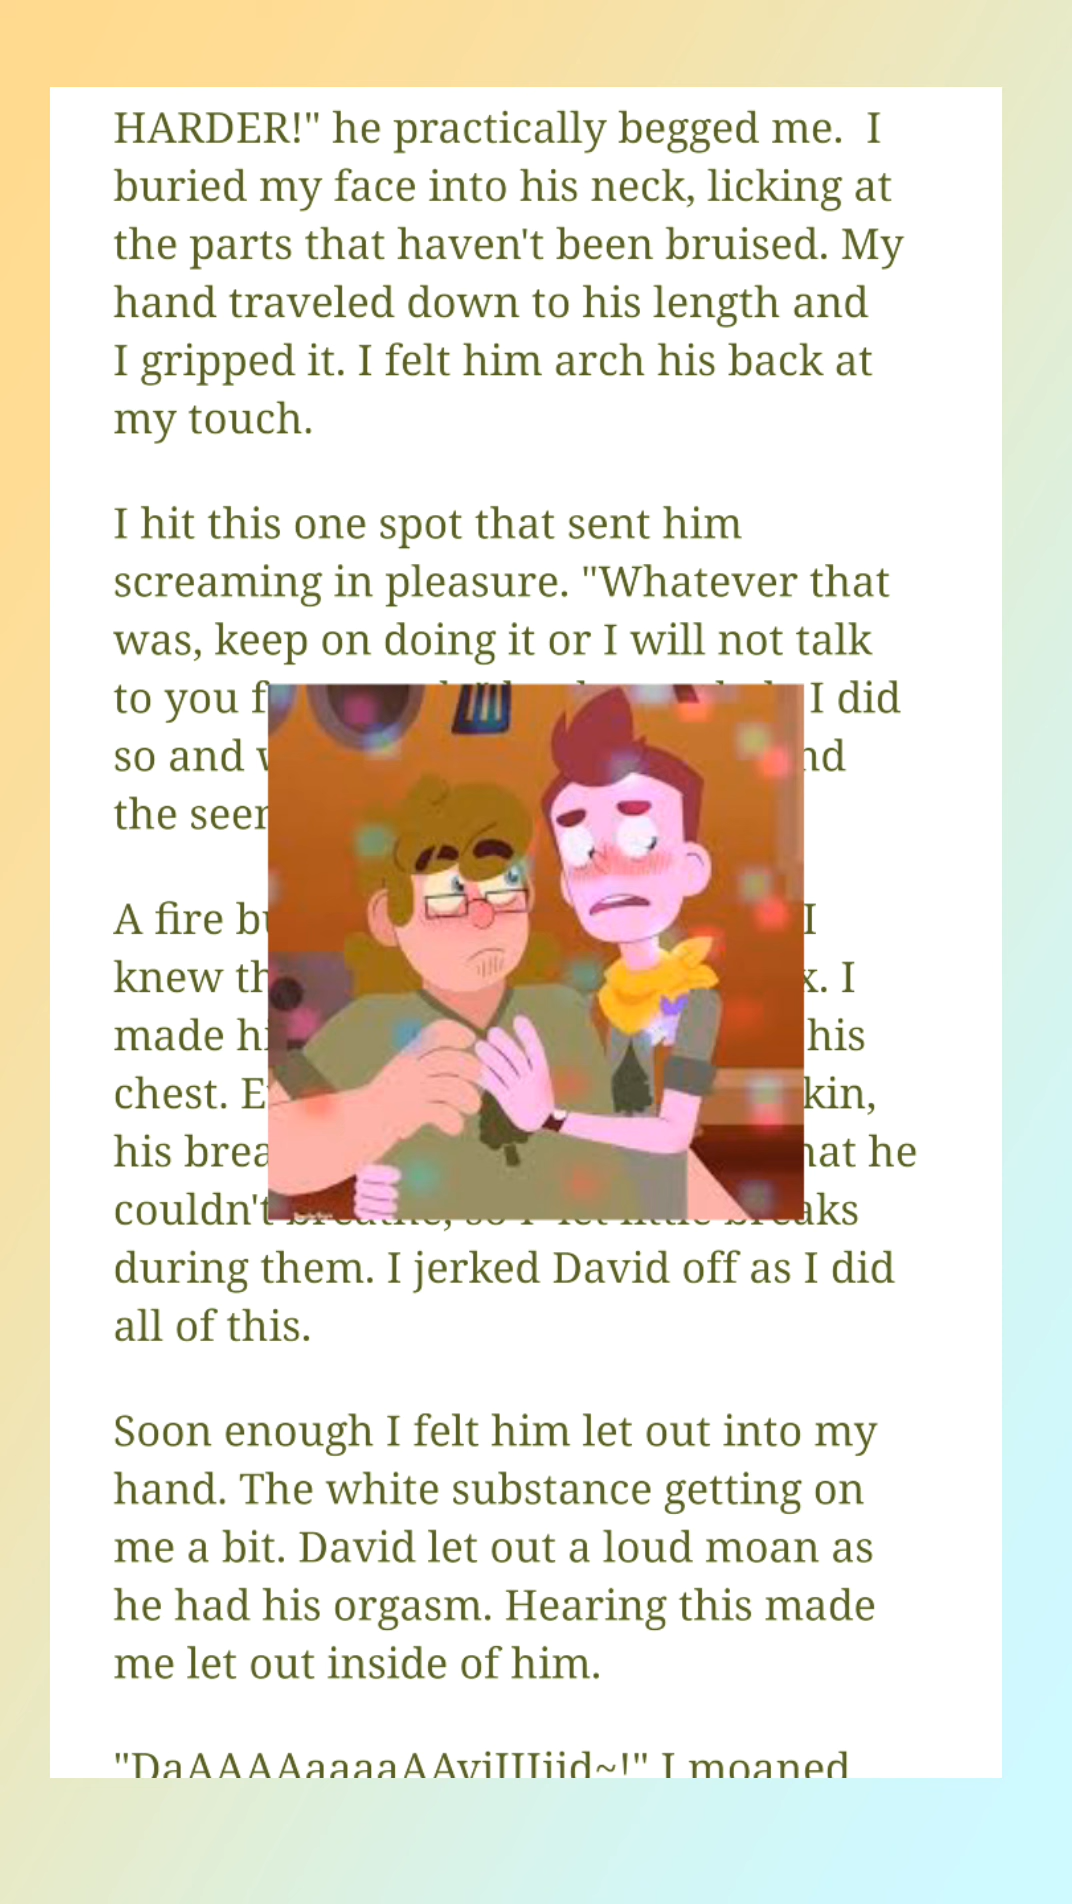 HARDER!" he practically begged me.  I
buried my face into his neck, licking at
the parts that haven't been bruised. My
hand traveled down to his length and
I gripped it. I felt him arch his back at
my touch.
I hit this one spot that sent him
screaming in pleasure. "Whatever that
was, keep on doing it or I will not talk
to you I did
so and
the
A fire I
knew I
made his
chest.
his he
couldn't
during them. I jerked David off as I did
all of this.
Soon enough I felt him let out into my
hand. The white substance getting on
me a bit. David let out a loud moan as
he had his orgasm. Hearing this made
me let out inside of him.
"DaAAAAaaaaAAviIIIiid~!" I moaned